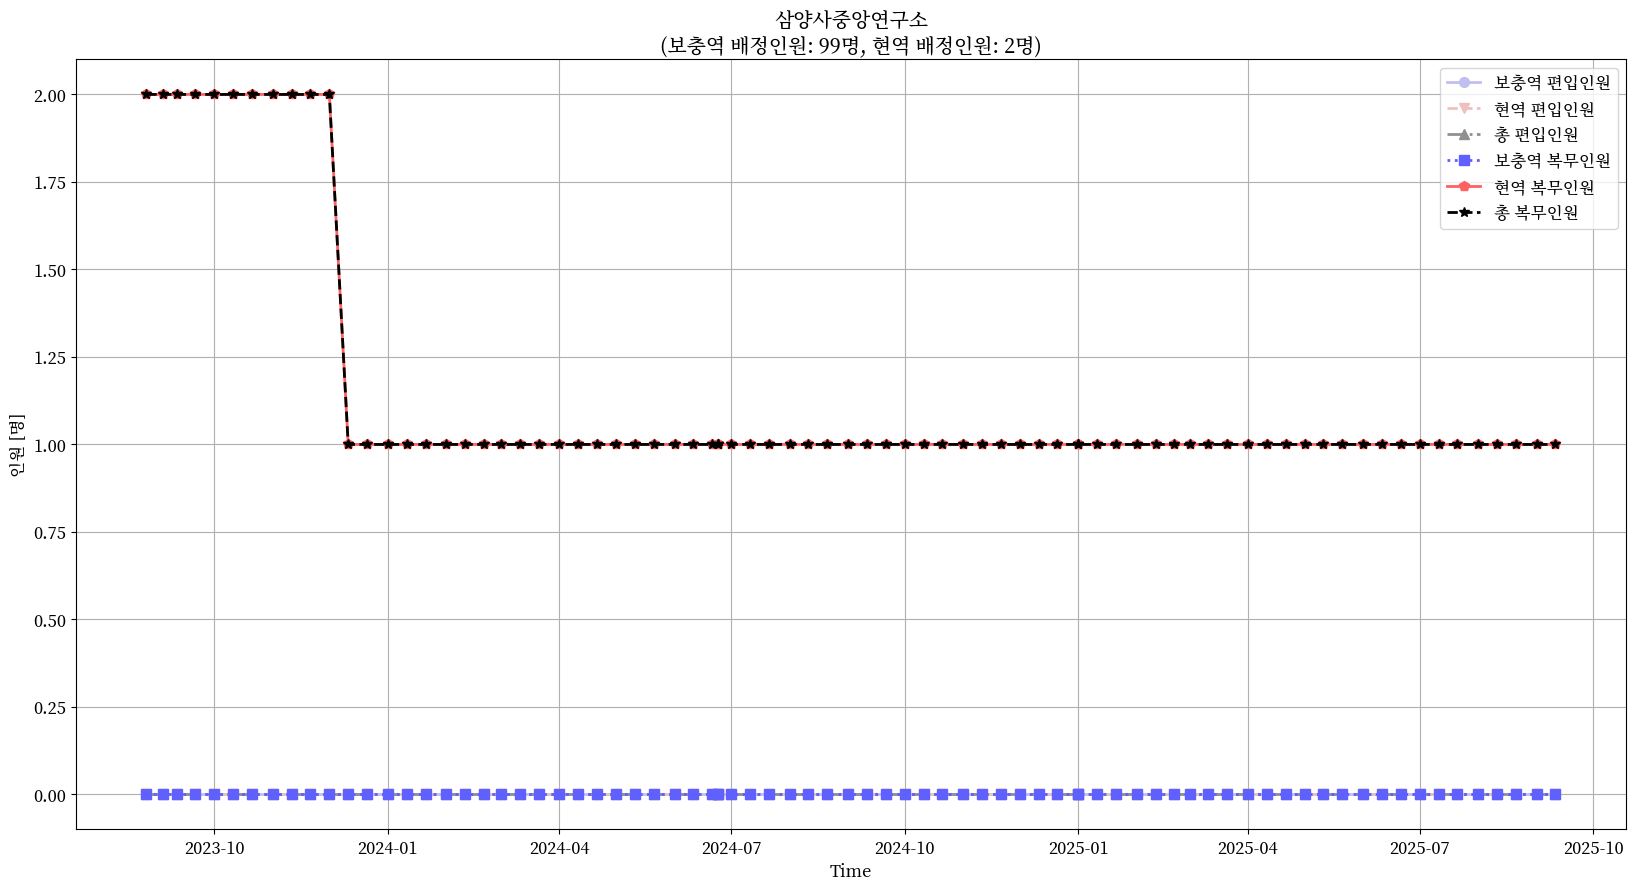 삼양사중앙연구소
(보충역 배정인원: 99명, 현역 배정인원: 2명)
보충역 편입인원
현역 편입인원
총 편입인원
보충역 복무인원
현역 복무인원
총 복무인원
인원 [명]
2.00
1.75
1.50
1.25
1.00
0.75
0.50
0.25
0.00
2023-10
2024-01
2024-04
2024-07
2024-10
2025-01
2025-04
2025-07
2025-10
Time